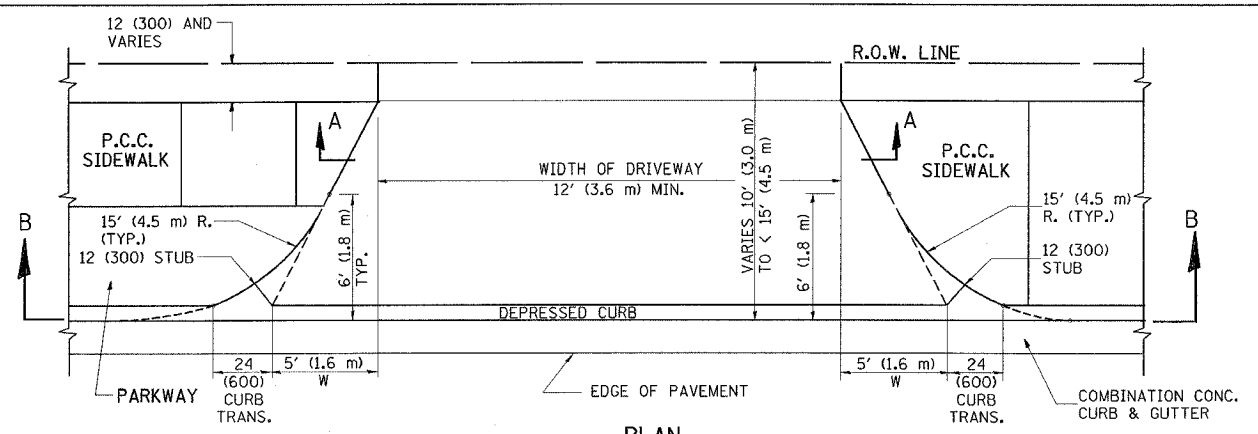 12 (300) AND
VARIES
R.O.W. LINE
A
A
P.C.C.
SIDEWALK
WIDTH OF DRIVEWAY
12' (3.6 m) MIN.
VARIES 10' (3.0 m)
TO < 15' (4.5 m)
P.C.C.
SIDEWALK
B
15' (4.5 m) R.
(TYP.)
12 (300) STUB
6' (1.8 m)
TYP.
6' (1.8 m)
15' (4.5 m)
R. (TYP.)
12 (300)
STUB
B
DEPRESSED CURB
24
(600)
CURB
TRANS.
5' (1.6 m)
W
5' (1.6 m)
W
24
(600)
CURB
TRANS.
PARKWAY
EDGE OF PAVEMENT
COMBINATION CONC.
CURB & GUTTER
PLAN